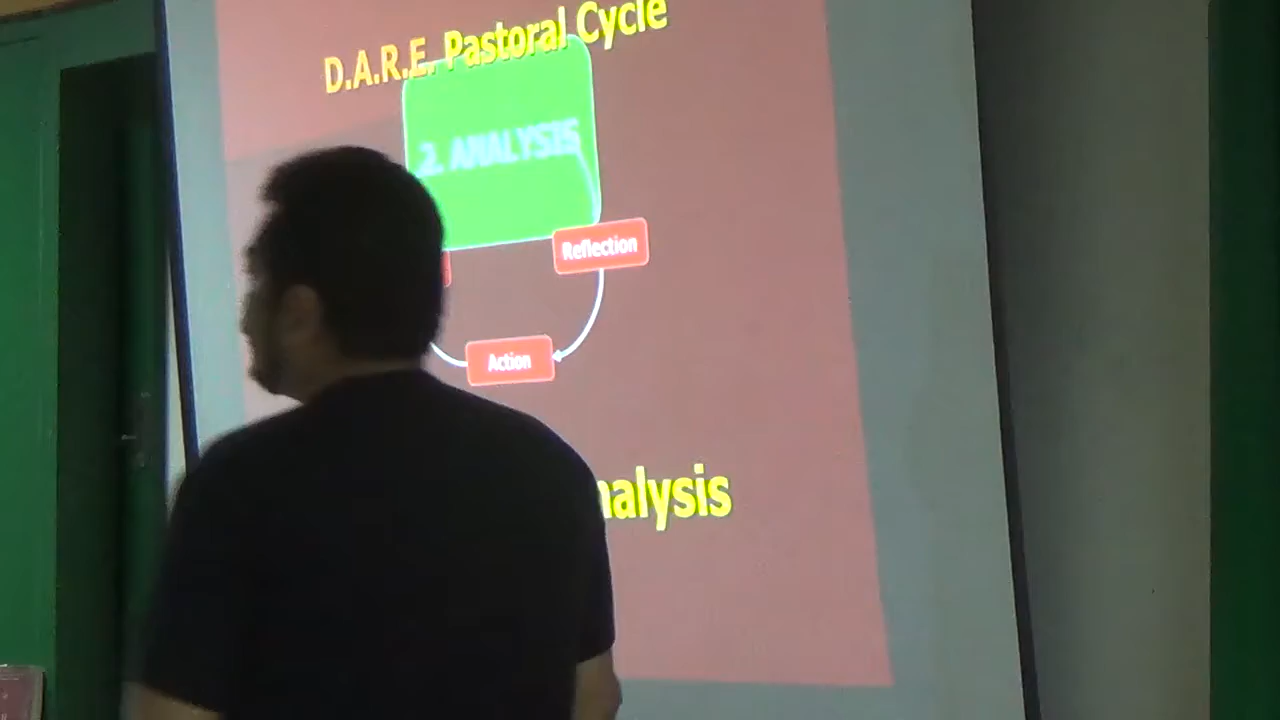 D.A.R.E. Pastoral Cycle
2. ANALYSIS
Reflection
Action
nalysis